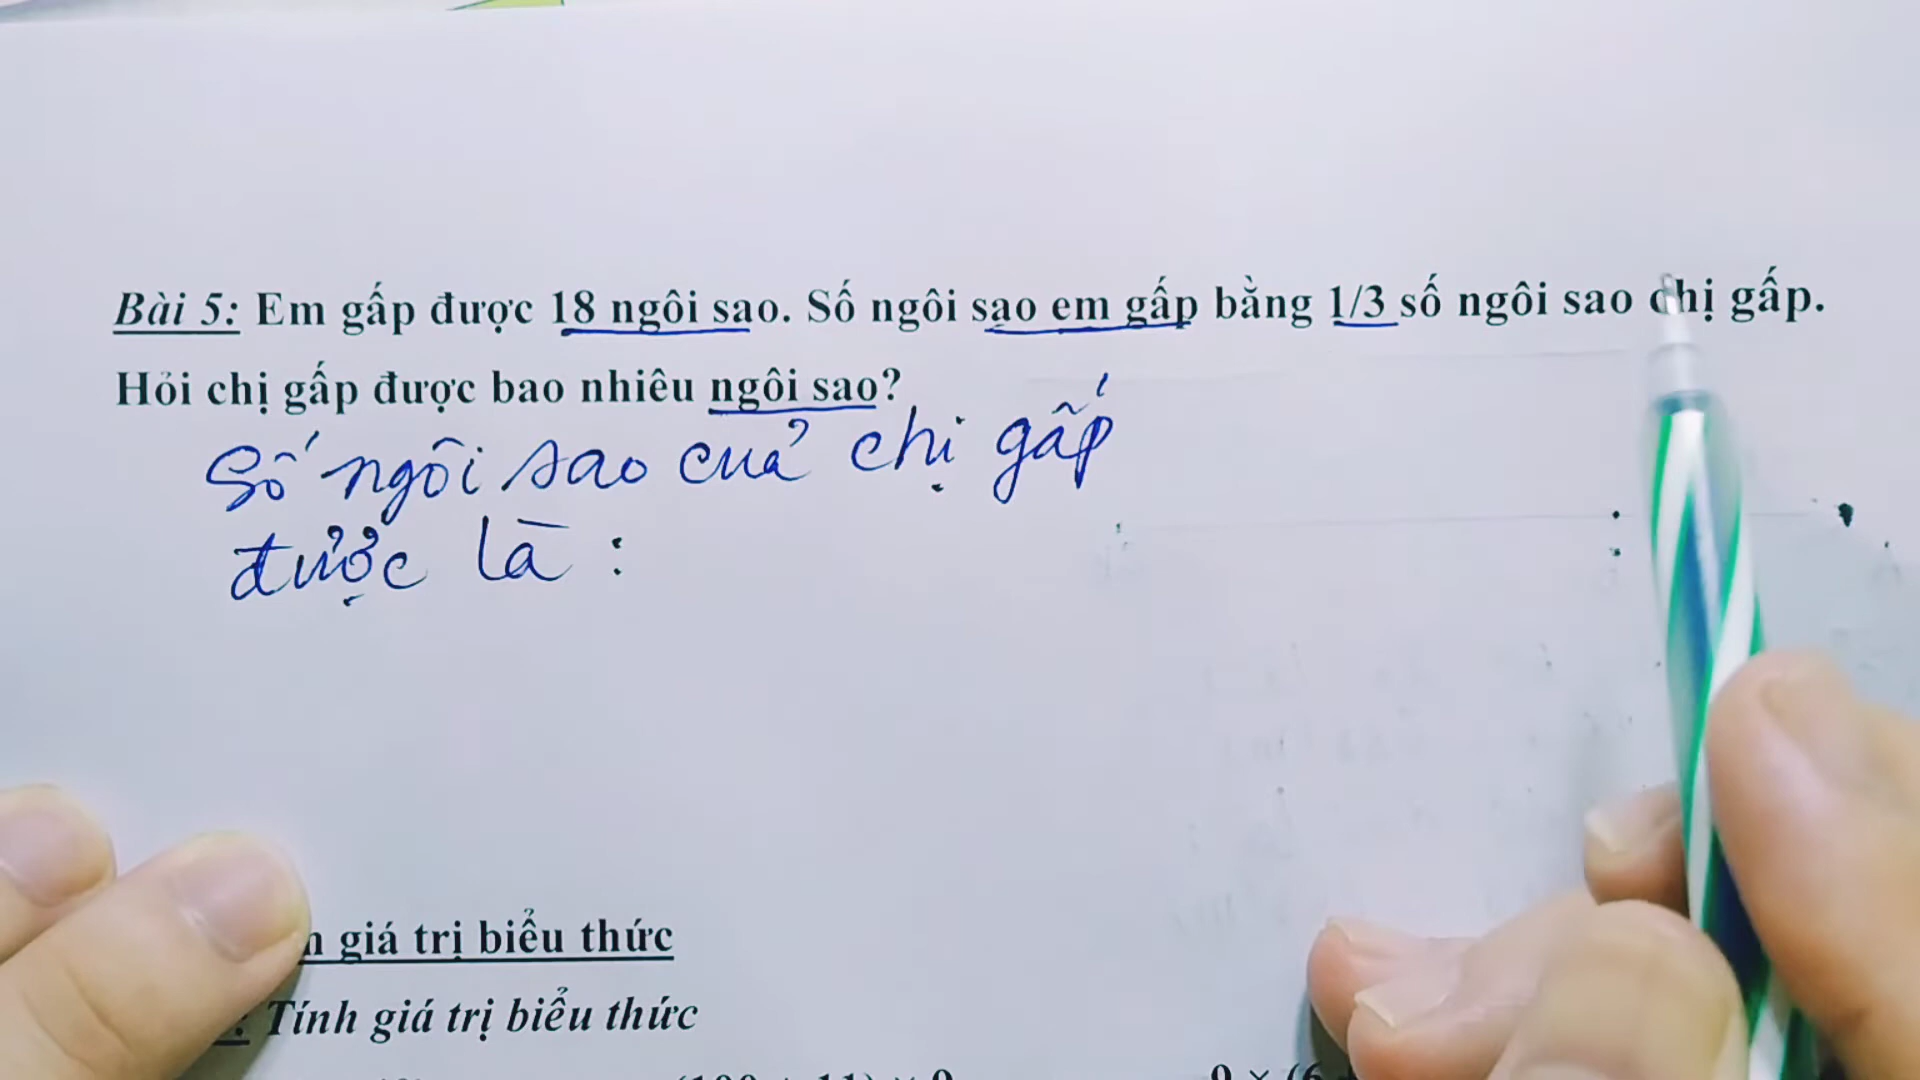 Bài 5: Em gấp được 18 ngôi sao. Số ngôi sao em gấp bằng 1/3 số ngôi sao chị gấp.
Hỏi chị gấp được bao nhiêu ngôi sao?
Số ngôi sao của chị gấp
được là :
giá trị biểu thức
Tính giá trị biểu thức